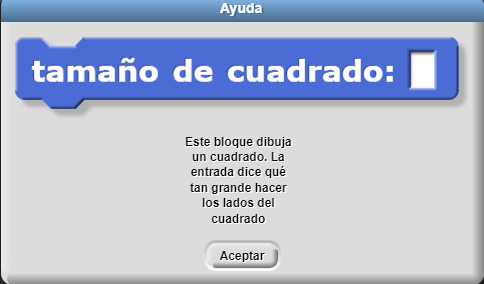 Ayuda
tamaño de cuadrado:
Este bloque dibuja
un cuadrado. La
entrada dice qué
tan grande hacer
los lados del
cuadrado
Aceptar